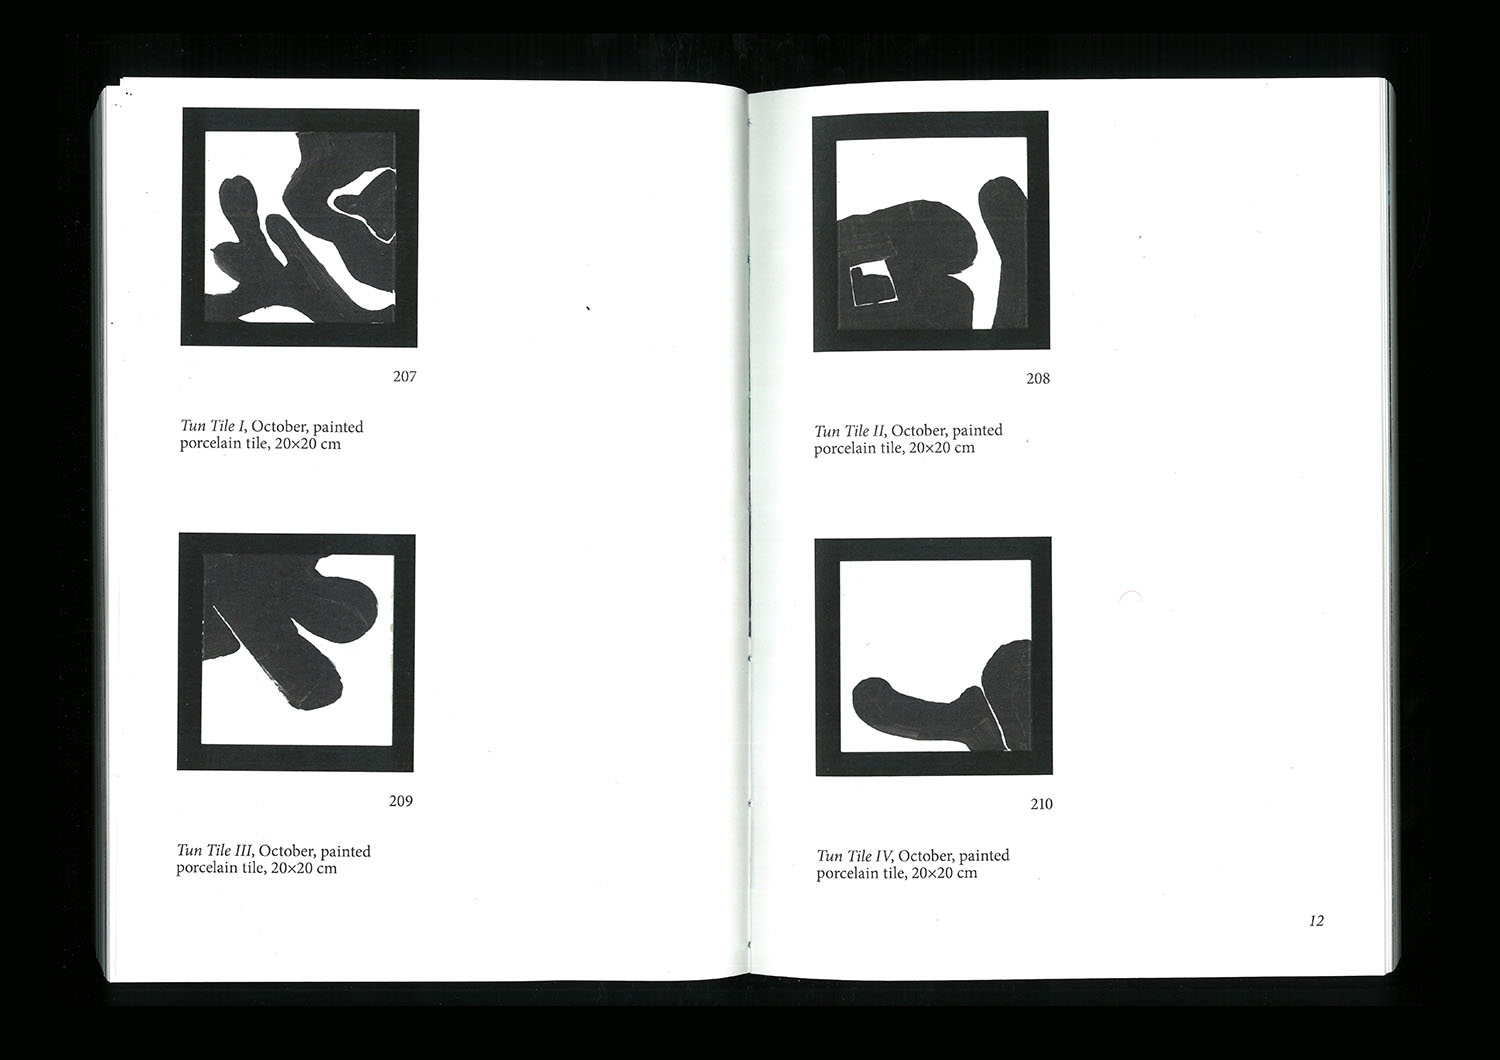 207
Tun Tile I, October, painted
porcelain tile, 20×20 cm
209
Tun Tile III, October, painted
porcelain tile, 20×20 cm
208
Tun Tile II, October, painted
porcelain tile, 20×20 cm
210
Tun Tile IV, October, painted
porcelain tile, 20×20 cm
12